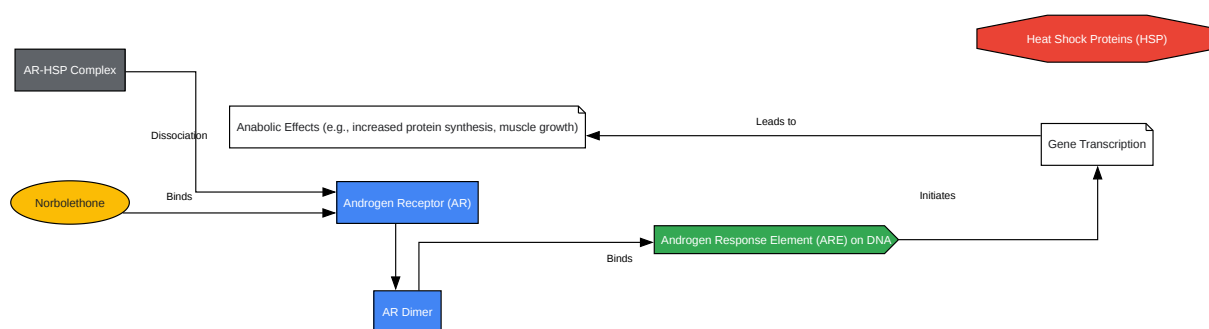 Heat Shock Proteins (HSP)
AR-HSP Complex
Dissociation
Anabolic Effects (e.g., increased protein synthesis, muscle growth)
Leads to
Gene Transcription
Norbolethone
Binds
Androgen Receptor (AR)
Initiates
Androgen Response Element (ARE) on DNA
Binds
AR Dimer